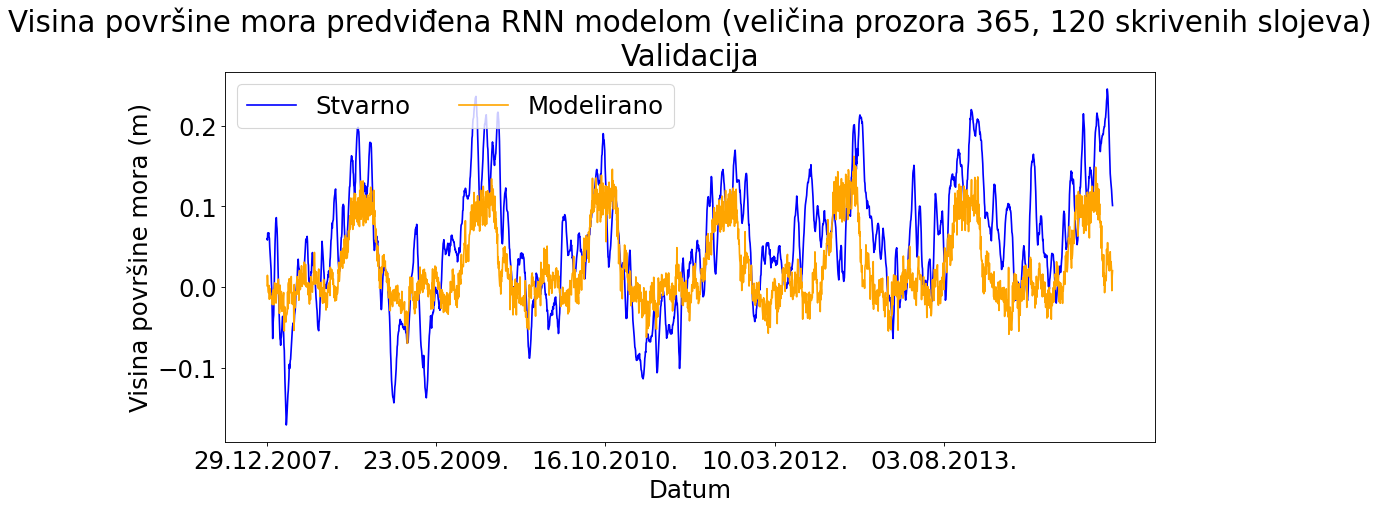 Visina površine mora predviđena RNN modelom (veličina prozora 365, 120 skrivenih slojeva)
Validacija
Stvarno
Modelirano
Visina površine mora (m)
0.2
0.1
0.0
−0.1
29.12.2007.
23.05.2009.
16.10.2010.
10.03.2012.
03.08.2013.
Datum